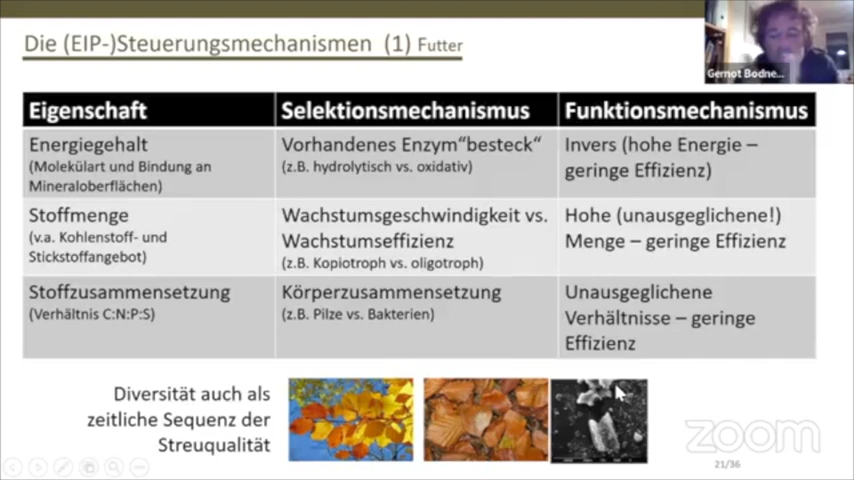 Die (EIP-)Steuerungsmechanismen (1) Futter
Gernot Bodne...
Eigenschaft
Selektionsmechanismus
Funktionsmechanismus
Energiegehalt
(Molekülart und Bindung an
Mineraloberflächen)
Vorhandenes Enzym"besteck"
(z.B. hydrolytisch vs. oxidativ)
Invers (hohe Energie –
geringe Effizienz)
Stoffmenge
(v.a. Kohlenstoff- und
Stickstoffangebot)
Wachstumsgeschwindigkeit vs.
Wachstumseffizienz
(z.B. Kopiotroph vs. oligotroph)
Hohe (unausgeglichene!)
Menge – geringe Effizienz
Stoffzusammensetzung
(Verhältnis C:N:P:S)
Körperzusammensetzung
(z.B. Pilze vs. Bakterien)
Unausgeglichene
Verhältnisse – geringe
Effizienz
Diversität auch als
zeitliche Sequenz der
Streuqualität
zoom
21/36